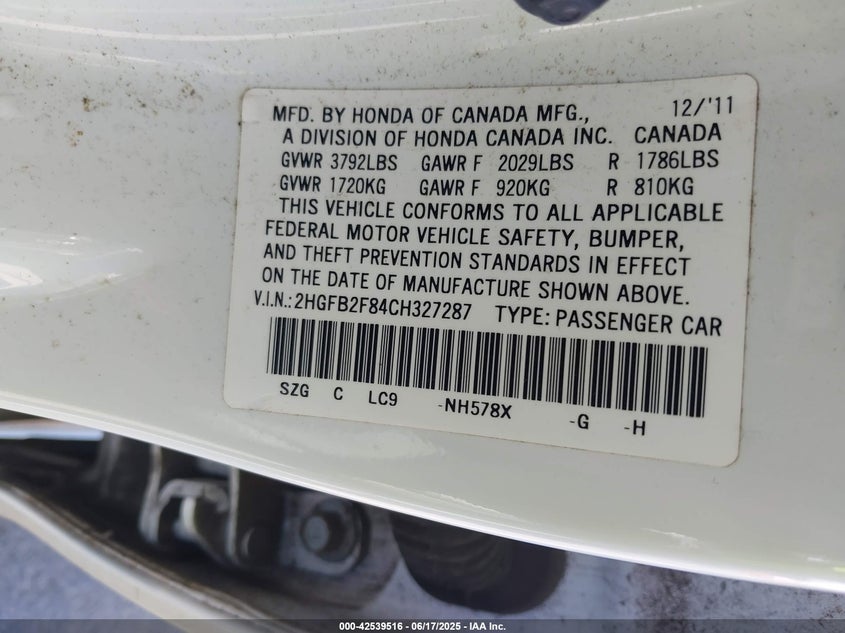 MFD. BY HONDA OF CANADA MFG., 12/'11
A DIVISION OF HONDA CANADA INC. CANADA
GVWR 3792LBS GAWR F 2029LBS R 1786LBS
GVWR 1720KG GAWR F 920KG R 810KG
THIS VEHICLE CONFORMS TO ALL APPLICABLE
FEDERAL MOTOR VEHICLE SAFETY, BUMPER,
AND THEFT PREVENTION STANDARDS IN EFFECT
ON THE DATE OF MANUFACTURE SHOWN ABOVE.
V.I.N.: 2HGFB2F84CH327287 TYPE: PASSENGER CAR
SZG C LC9 -NH578X -G -H
000-42539516 - 06/17/2025 - IAA Inc.